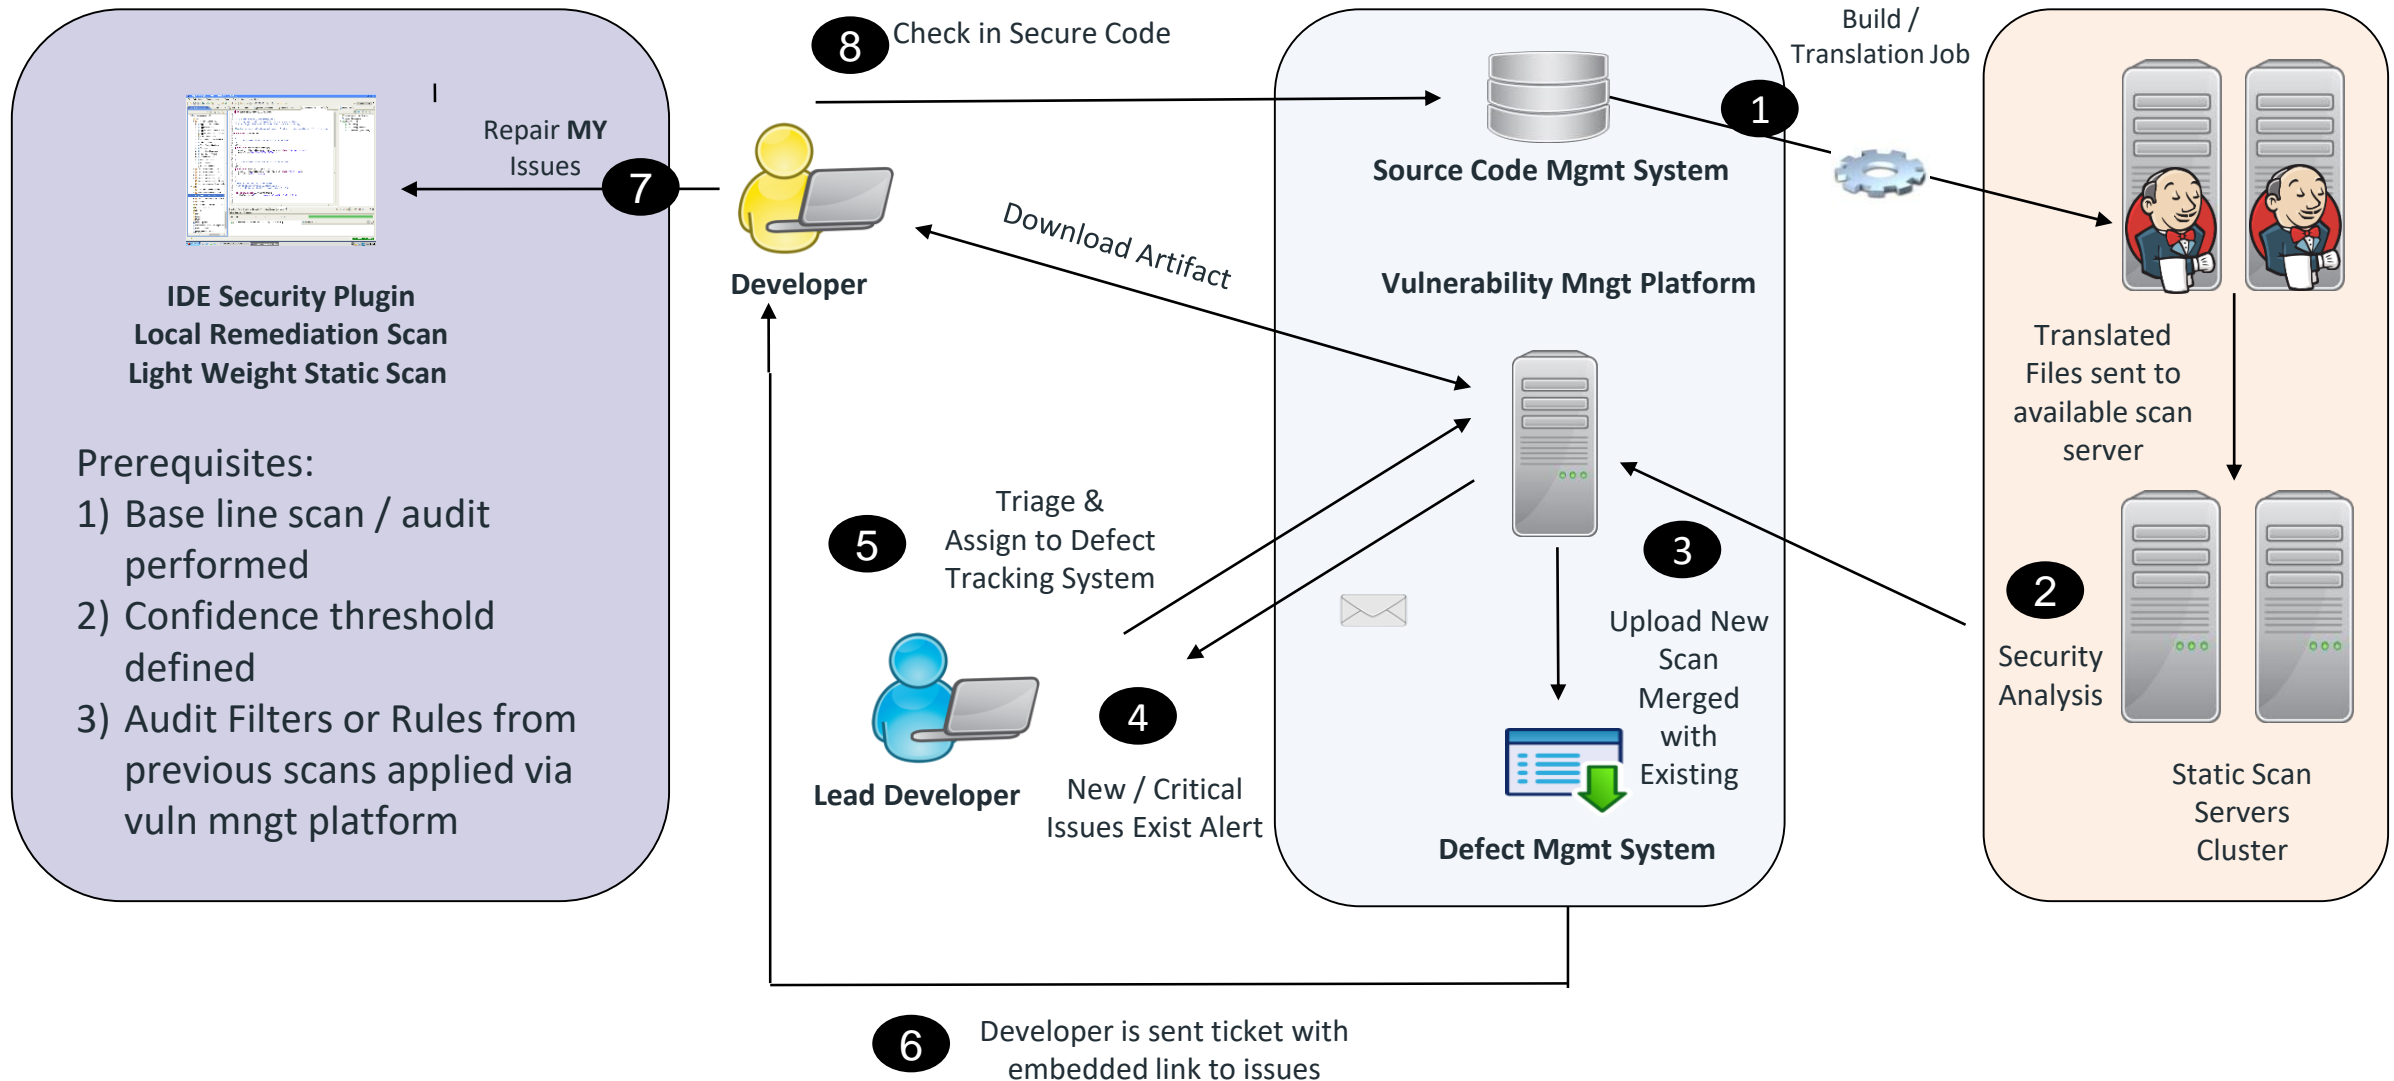 8
Check in Secure Code
Build /
Translation Job
1
Repair MY
Issues
7
Source Code Mgmt System
Download Artifact
Developer
Vulnerability Mngt Platform
IDE Security Plugin
Local Remediation Scan
Light Weight Static Scan
Translated
Files sent to
available scan
server
Prerequisites:
1) Base line scan / audit
performed
2) Confidence threshold
defined
3) Audit Filters or Rules from
previous scans applied via
vuln mngt platform
5
Triage &
Assign to Defect
Tracking System
3
Upload New
Scan
Merged
with
Existing
2
Security
Analysis
4
Lead Developer
New / Critical
Issues Exist Alert
Defect Mgmt System
Static Scan
Servers
Cluster
6
Developer is sent ticket with
embedded link to issues